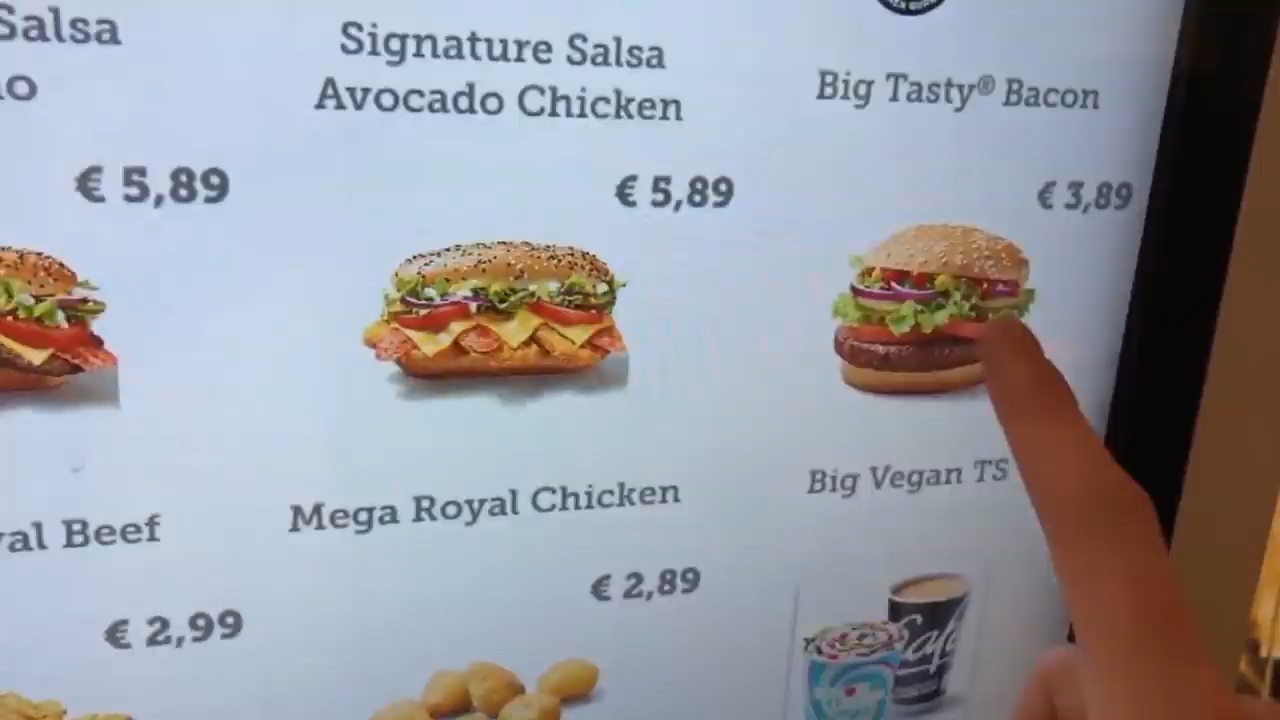 Salsa
Signature Salsa
Avocado Chicken
Big Tasty® Bacon
€ 5,89
€ 5,89
€ 3,89
Mega Royal Chicken
Big Vegan TS
Beef
€ 2,89
€ 2,99